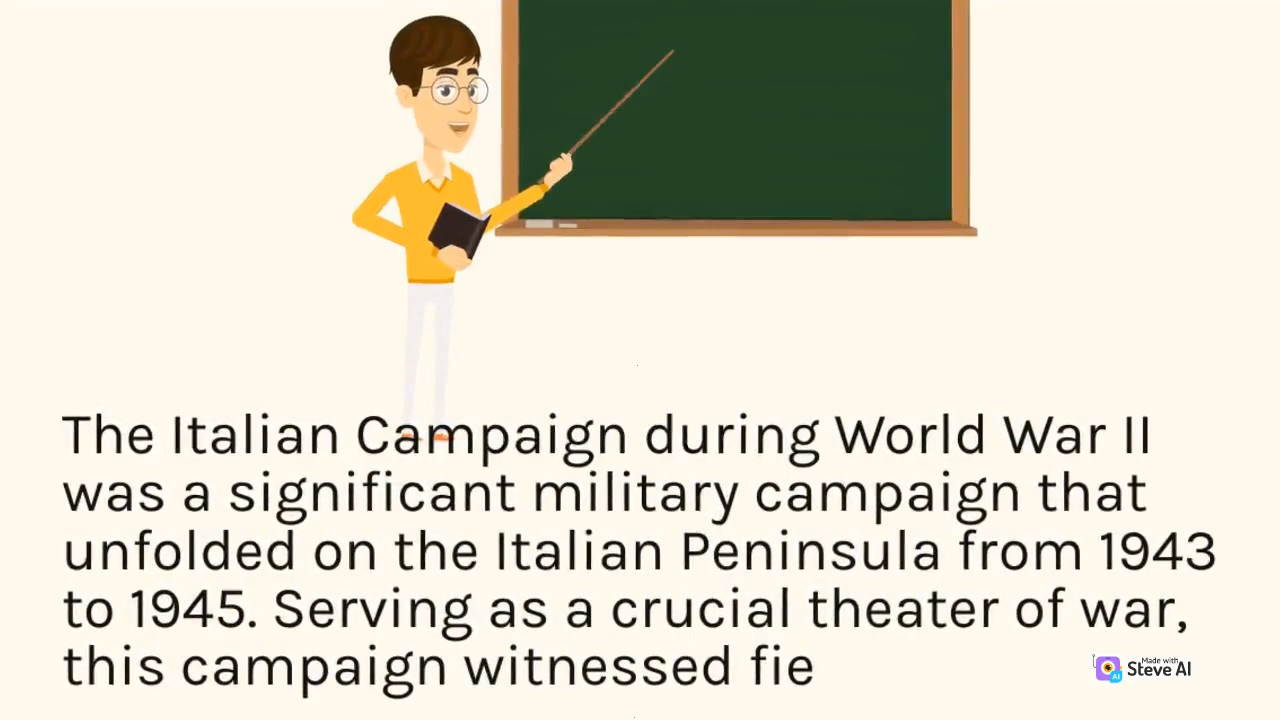 The Italian Campaign during World War II
was a significant military campaign that
unfolded on the Italian Peninsula from 1943
to 1945. Serving as a crucial theater of war,
this campaign witnessed fie
Made with
Steve AI
AI